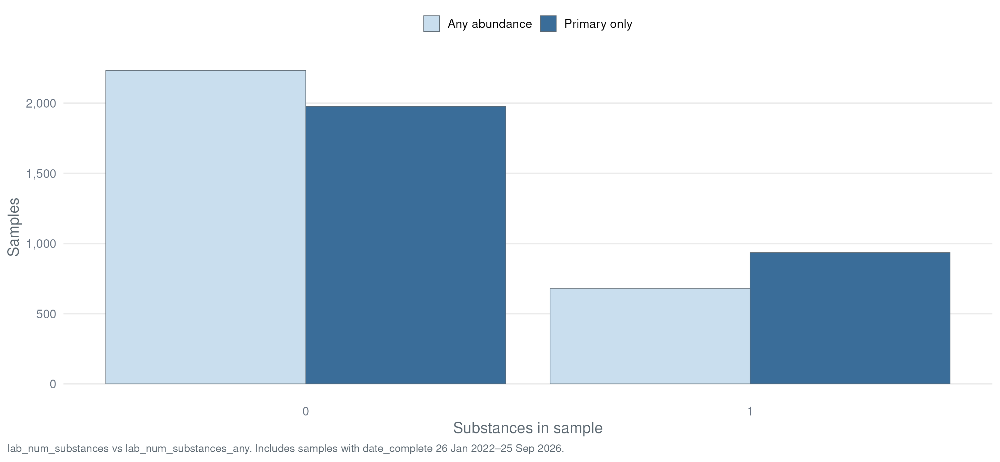 Any abundance Primary only
2,000
1,500
1,000
500
0
Samples
0 1
Substances in sample
lab_num_substances vs lab_num_substances_any. Includes samples with date_complete 26 Jan 2022–25 Sep 2026.